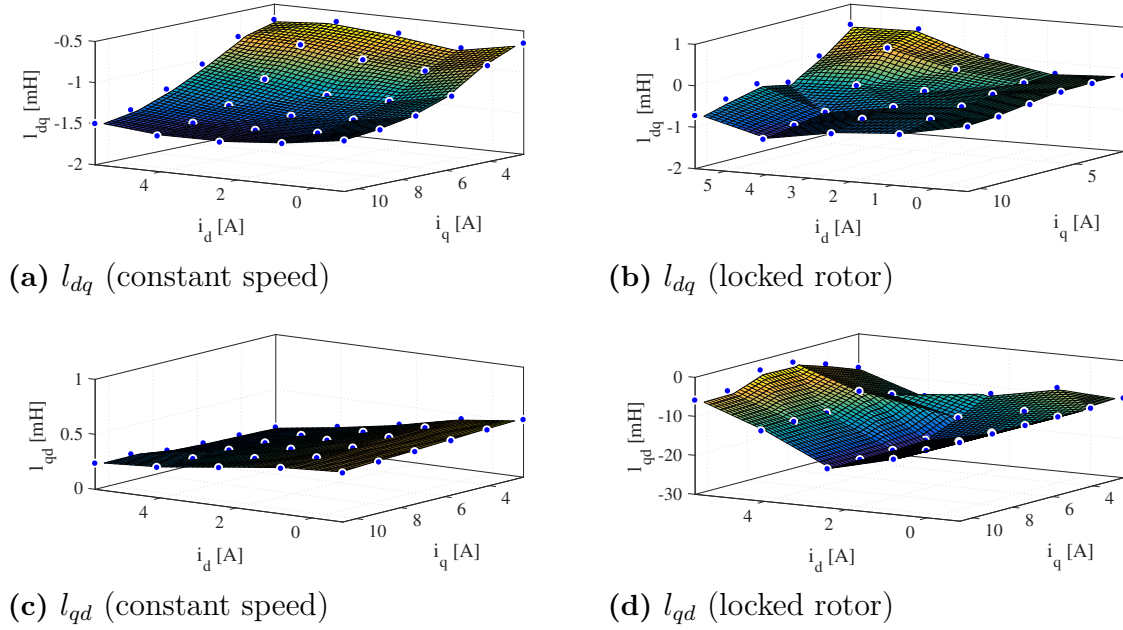 -0.5
-1
-1.5
-2
l_dq [mH]
4
2
0
i_d [A]
10
8
6
4
i_q [A]
(a) l_dq (constant speed)
1
0
-1
-2
l_dq [mH]
5
4
3
2
1
0
i_d [A]
10
5
i_q [A]
(b) l_dq (locked rotor)
1
0.5
0
l_qd [mH]
4
2
0
i_d [A]
10
8
6
4
i_q [A]
(c) l_qd (constant speed)
0
-10
-20
-30
l_qd [mH]
4
2
0
i_d [A]
10
8
6
4
i_q [A]
(d) l_qd (locked rotor)